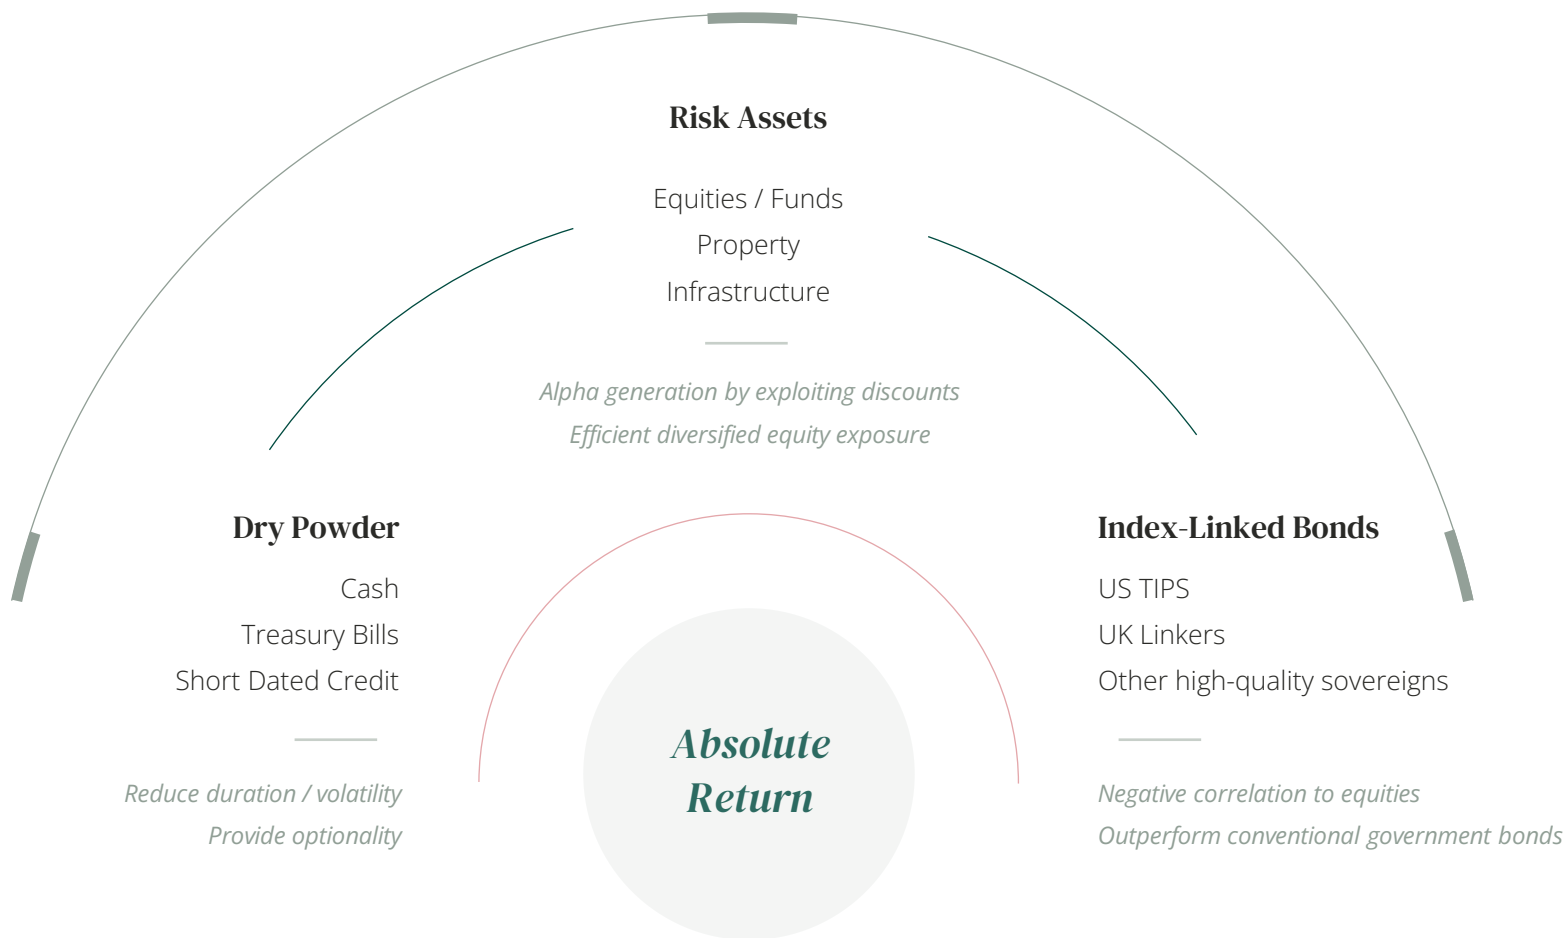 Risk Assets
Equities / Funds
Property
Infrastructure
Alpha generation by exploiting discounts
Efficient diversified equity exposure
Dry Powder
Cash
Treasury Bills
Short Dated Credit
Reduce duration / volatility
Provide optionality
Absolute
Return
Index-Linked Bonds
US TIPS
UK Linkers
Other high-quality sovereigns
Negative correlation to equities
Outperform conventional government bonds